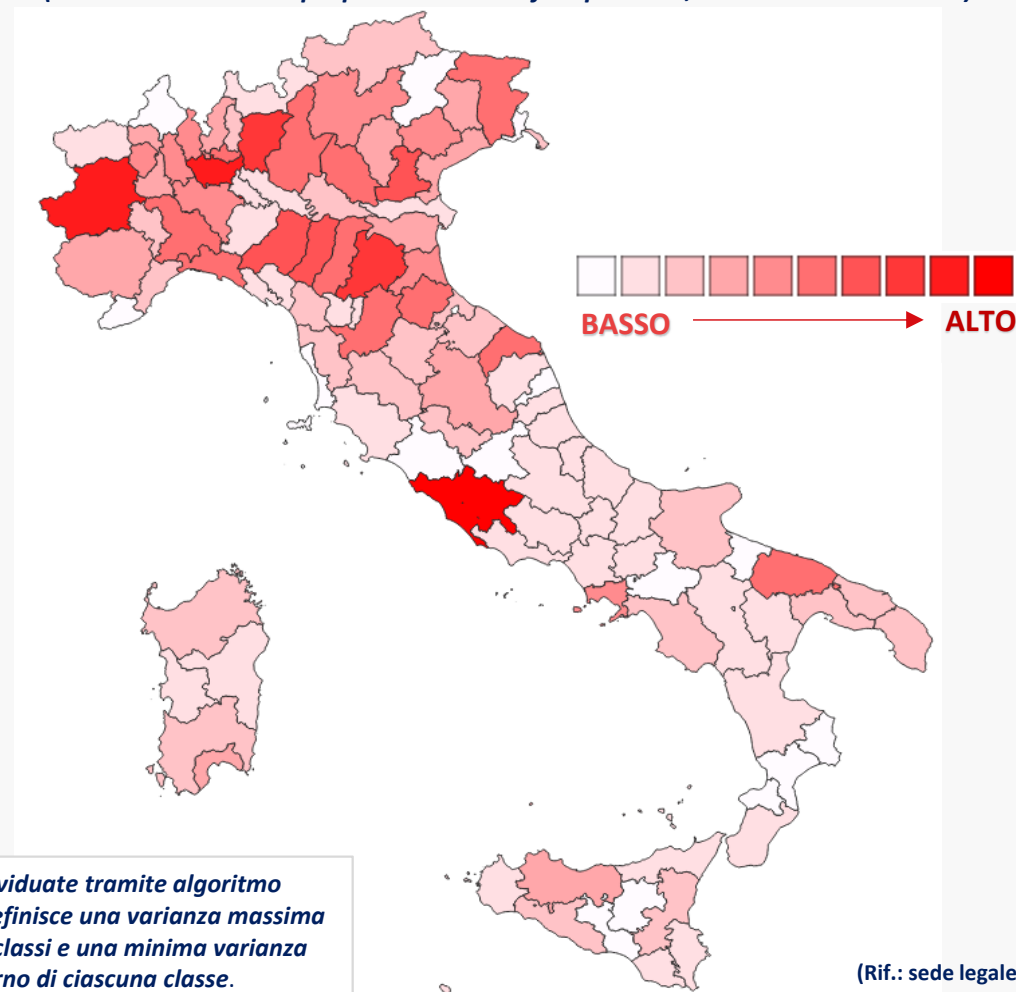 BASSO
ALTO
viduate tramite algoritmo
efinisce una varianza massima
classi e una minima varianza
rno di ciascuna classe.
(Rif.: sede legale